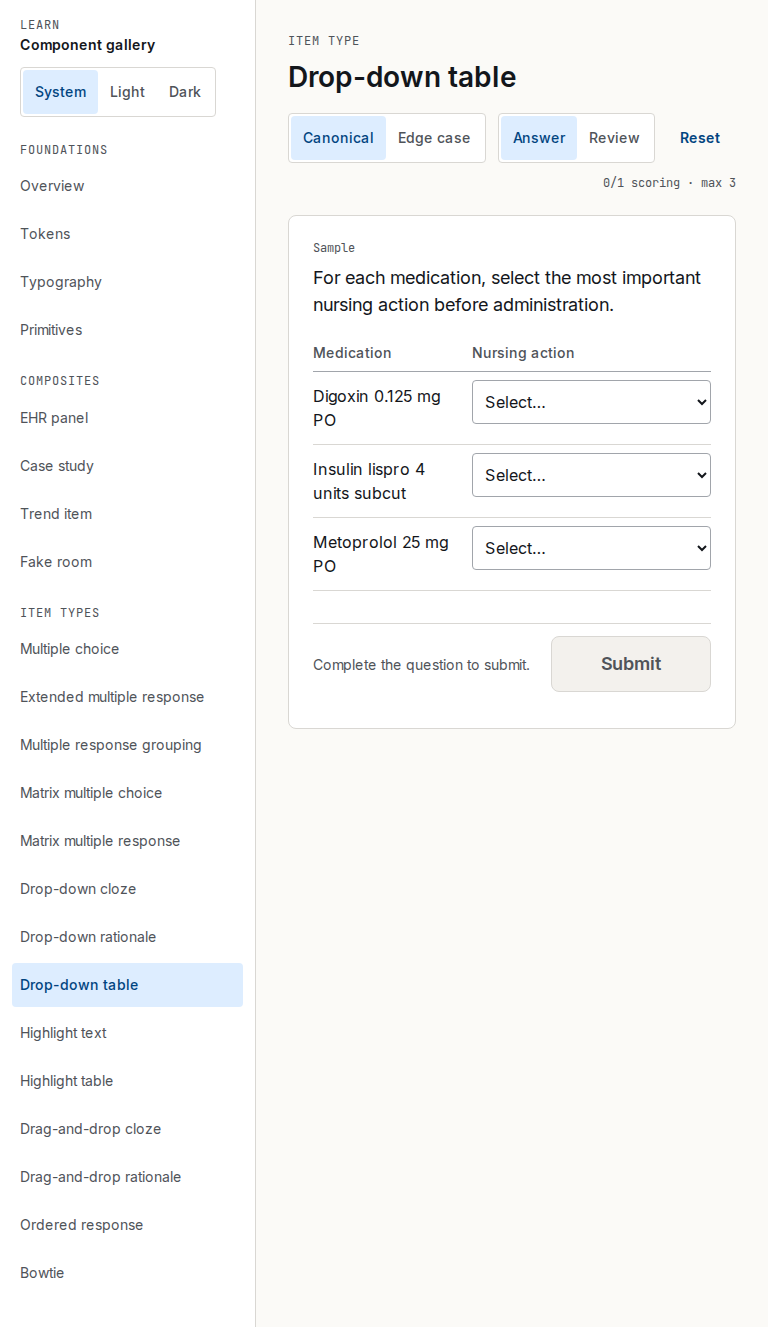 LEARN
Component gallery
System Light Dark
FOUNDATIONS
Overview
Tokens
Typography
Primitives
COMPOSITES
EHR panel
Case study
Trend item
Fake room
ITEM TYPES
Multiple choice
Extended multiple response
Multiple response grouping
Matrix multiple choice
Matrix multiple response
Drop-down cloze
Drop-down rationale
Drop-down table
Highlight text
Highlight table
Drag-and-drop cloze
Drag-and-drop rationale
Ordered response
Bowtie
ITEM TYPE
Drop-down table
Canonical Edge case Answer Review Reset
0/1 scoring · max 3
Sample
For each medication, select the most important
nursing action before administration.
Medication Nursing action
Digoxin 0.125 mg
PO
Select...
Insulin lispro 4
units subcut
Select...
Metoprolol 25 mg
PO
Select...
Complete the question to submit. Submit